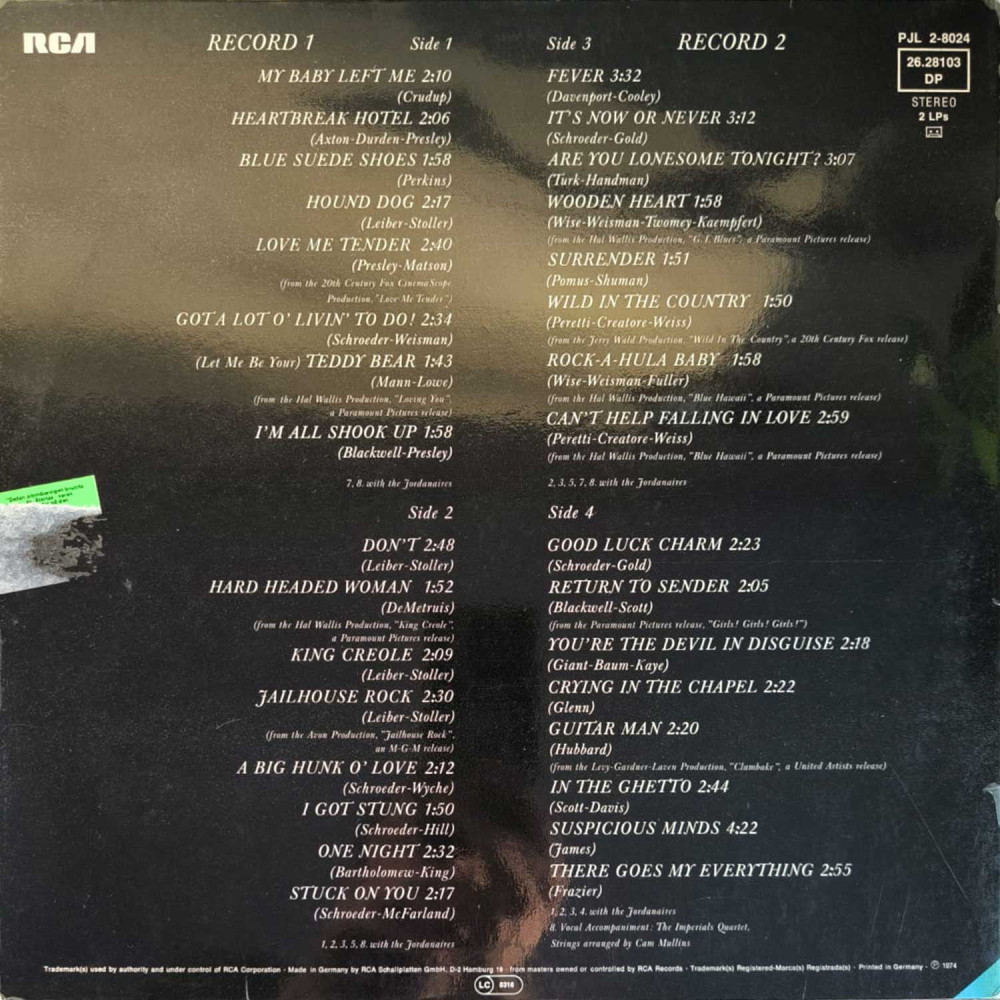 RCA
RECORD 1
Side 1
MY BABY LEFT ME 2:10
(Crudup)
HEARTBREAK HOTEL 2:06
(Axton-Durden-Presley)
BLUE SUEDE SHOES 1:58
(Perkins)
HOUND DOG 2:17
(Leiber-Stoller)
LOVE ME TENDER 2:40
(Presley-Matson)
(from the 20th Century Fox CinemaScope
Production, "Love Me Tender")
GOT A LOT O' LIVIN' TO DO! 2:34
(Schroeder-Weisman)
(Let Me Be Your) TEDDY BEAR 1:43
(Mann-Lowe)
(from the Hal Wallis Production, "Loving You",
a Paramount Pictures release)
I'M ALL SHOOK UP 1:58
(Blackwell-Presley)
7, 8. with the Jordanaires
Side 2
DON'T 2:48
(Leiber-Stoller)
HARD HEADED WOMAN 1:52
(DeMetruis)
(from the Hal Wallis Production, "King Creole",
a Paramount Pictures release)
KING CREOLE 2:09
(Leiber-Stoller)
JAILHOUSE ROCK 2:30
(Leiber-Stoller)
(from the Avon Production, "Jailhouse Rock",
an M-G-M release)
A BIG HUNK O' LOVE 2:12
(Schroeder-Wyche)
I GOT STUNG 1:50
(Schroeder-Hill)
ONE NIGHT 2:32
(Bartholomew-King)
STUCK ON YOU 2:17
(Schroeder-McFarland)
1, 2, 3, 5, 8. with the Jordanaires
Side 3
RECORD 2
FEVER 3:32
(Davenport-Cooley)
IT'S NOW OR NEVER 3:12
(Schroeder-Gold)
ARE YOU LONESOME TONIGHT? 3:07
(Turk-Handman)
WOODEN HEART 1:58
(Wise-Weisman-Twomey-Kaempfert)
(from the Hal Wallis Production, "G. I. Blues", a Paramount Pictures release)
SURRENDER 1:51
(Pomus-Shuman)
WILD IN THE COUNTRY 1:50
(Peretti-Creatore-Weiss)
(from the Jerry Wald Production, "Wild In The Country", a 20th Century Fox release)
ROCK-A-HULA BABY 1:58
(Wise-Weisman-Fuller)
(from the Hal Wallis Production, "Blue Hawaii", a Paramount Pictures release)
CAN'T HELP FALLING IN LOVE 2:59
(Peretti-Creatore-Weiss)
(from the Hal Wallis Production, "Blue Hawaii", a Paramount Pictures release)
2, 3, 5, 7, 8. with the Jordanaires
Side 4
GOOD LUCK CHARM 2:23
(Schroeder-Gold)
RETURN TO SENDER 2:05
(Blackwell-Scott)
(from the Paramount Pictures release, "Girls! Girls! Girls!")
YOU'RE THE DEVIL IN DISGUISE 2:18
(Giant-Baum-Kaye)
CRYING IN THE CHAPEL 2:22
(Glenn)
GUITAR MAN 2:20
(Hubbard)
(from the Levy-Gardner-Laven Production, "Clambake", a United Artists release)
IN THE GHETTO 2:44
(Scott-Davis)
SUSPICIOUS MINDS 4:22
(James)
THERE GOES MY EVERYTHING 2:55
(Frazier)
1, 2, 3, 4. with the Jordanaires
8. Vocal Accompaniment: The Imperials Quartet,
Strings arranged by Cam Mullins
PJL 2-8024
26.28103
DP
STEREO
2 LPs
Trademark(s) used by authority and under control of RCA Corporation - Made in Germany by RCA Schallplatten GmbH, D-2 Hamburg 19 - from masters owned or controlled by RCA Records - Trademark(s) Registered-Marca(s) Registrada(s) - Printed in Germany - ℗ 1974
LC 0316